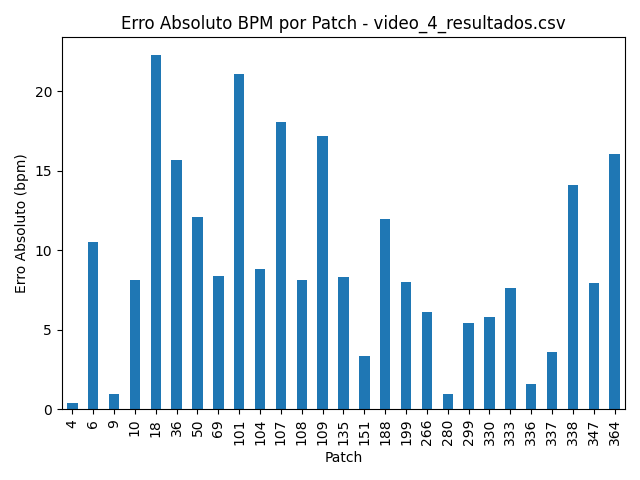 Erro Absoluto BPM por Patch - video_4_resultados.csv
Erro Absoluto (bpm)
20
15
10
5
0
4 6 9 10 18 36 50 69 101 104 107 108 109 135 151 188 199 266 280 299 330 333 336 337 338 347 364
Patch